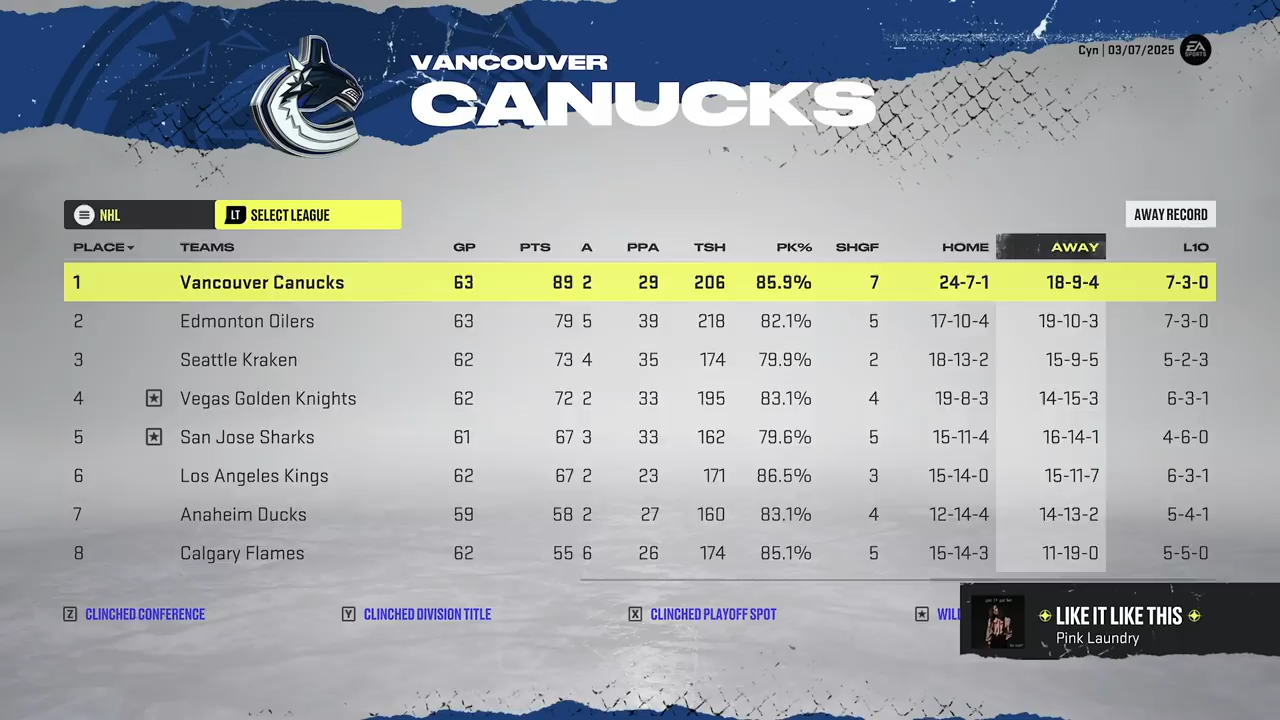 VANCOUVER
CANUCKS
Cyn | 03/07/2025
EA SPORTS
NHL
LT SELECT LEAGUE
AWAY RECORD
PLACE TEAMS GP PTS A PPA TSH PK% SHGF HOME AWAY L10
1 Vancouver Canucks 63 89 2 29 206 85.9% 7 24-7-1 18-9-4 7-3-0
2 Edmonton Oilers 63 79 5 39 218 82.1% 5 17-10-4 19-10-3 7-3-0
3 Seattle Kraken 62 73 4 35 174 79.9% 2 18-13-2 15-9-5 5-2-3
4 Vegas Golden Knights 62 72 2 33 195 83.1% 4 19-8-3 14-15-3 6-3-1
5 San Jose Sharks 61 67 3 33 162 79.6% 5 15-11-4 16-14-1 4-6-0
6 Los Angeles Kings 62 67 2 23 171 86.5% 3 15-14-0 15-11-7 6-3-1
7 Anaheim Ducks 59 58 2 27 160 83.1% 4 12-14-4 14-13-2 5-4-1
8 Calgary Flames 62 55 6 26 174 85.1% 5 15-14-3 11-19-0 5-5-0
Z CLINCHED CONFERENCE Y CLINCHED DIVISION TITLE X CLINCHED PLAYOFF SPOT WIL
LIKE IT LIKE THIS
Pink Laundry